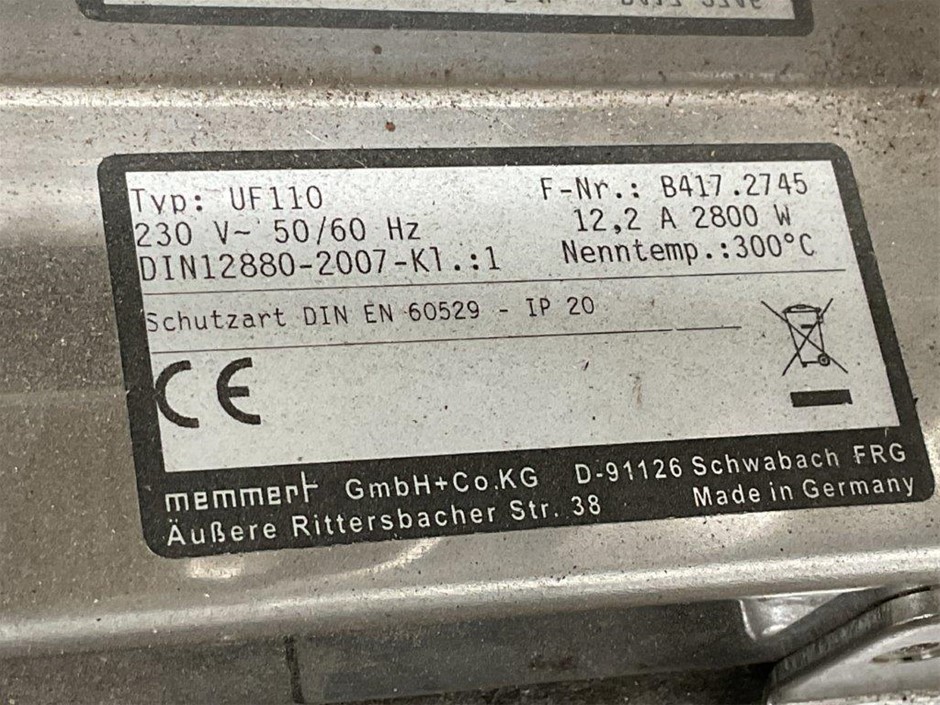 Typ: UF110 F-Nr.: B417.2745
230 V~ 50/60 Hz 12,2 A 2800 W
DIN12880-2007-Kl.:1 Nenntemp.:300°C
Schutzart DIN EN 60529 - IP 20
CE
memmert GmbH+Co.KG D-91126 Schwabach FRG
Äußere Rittersbacher Str. 38 Made in Germany